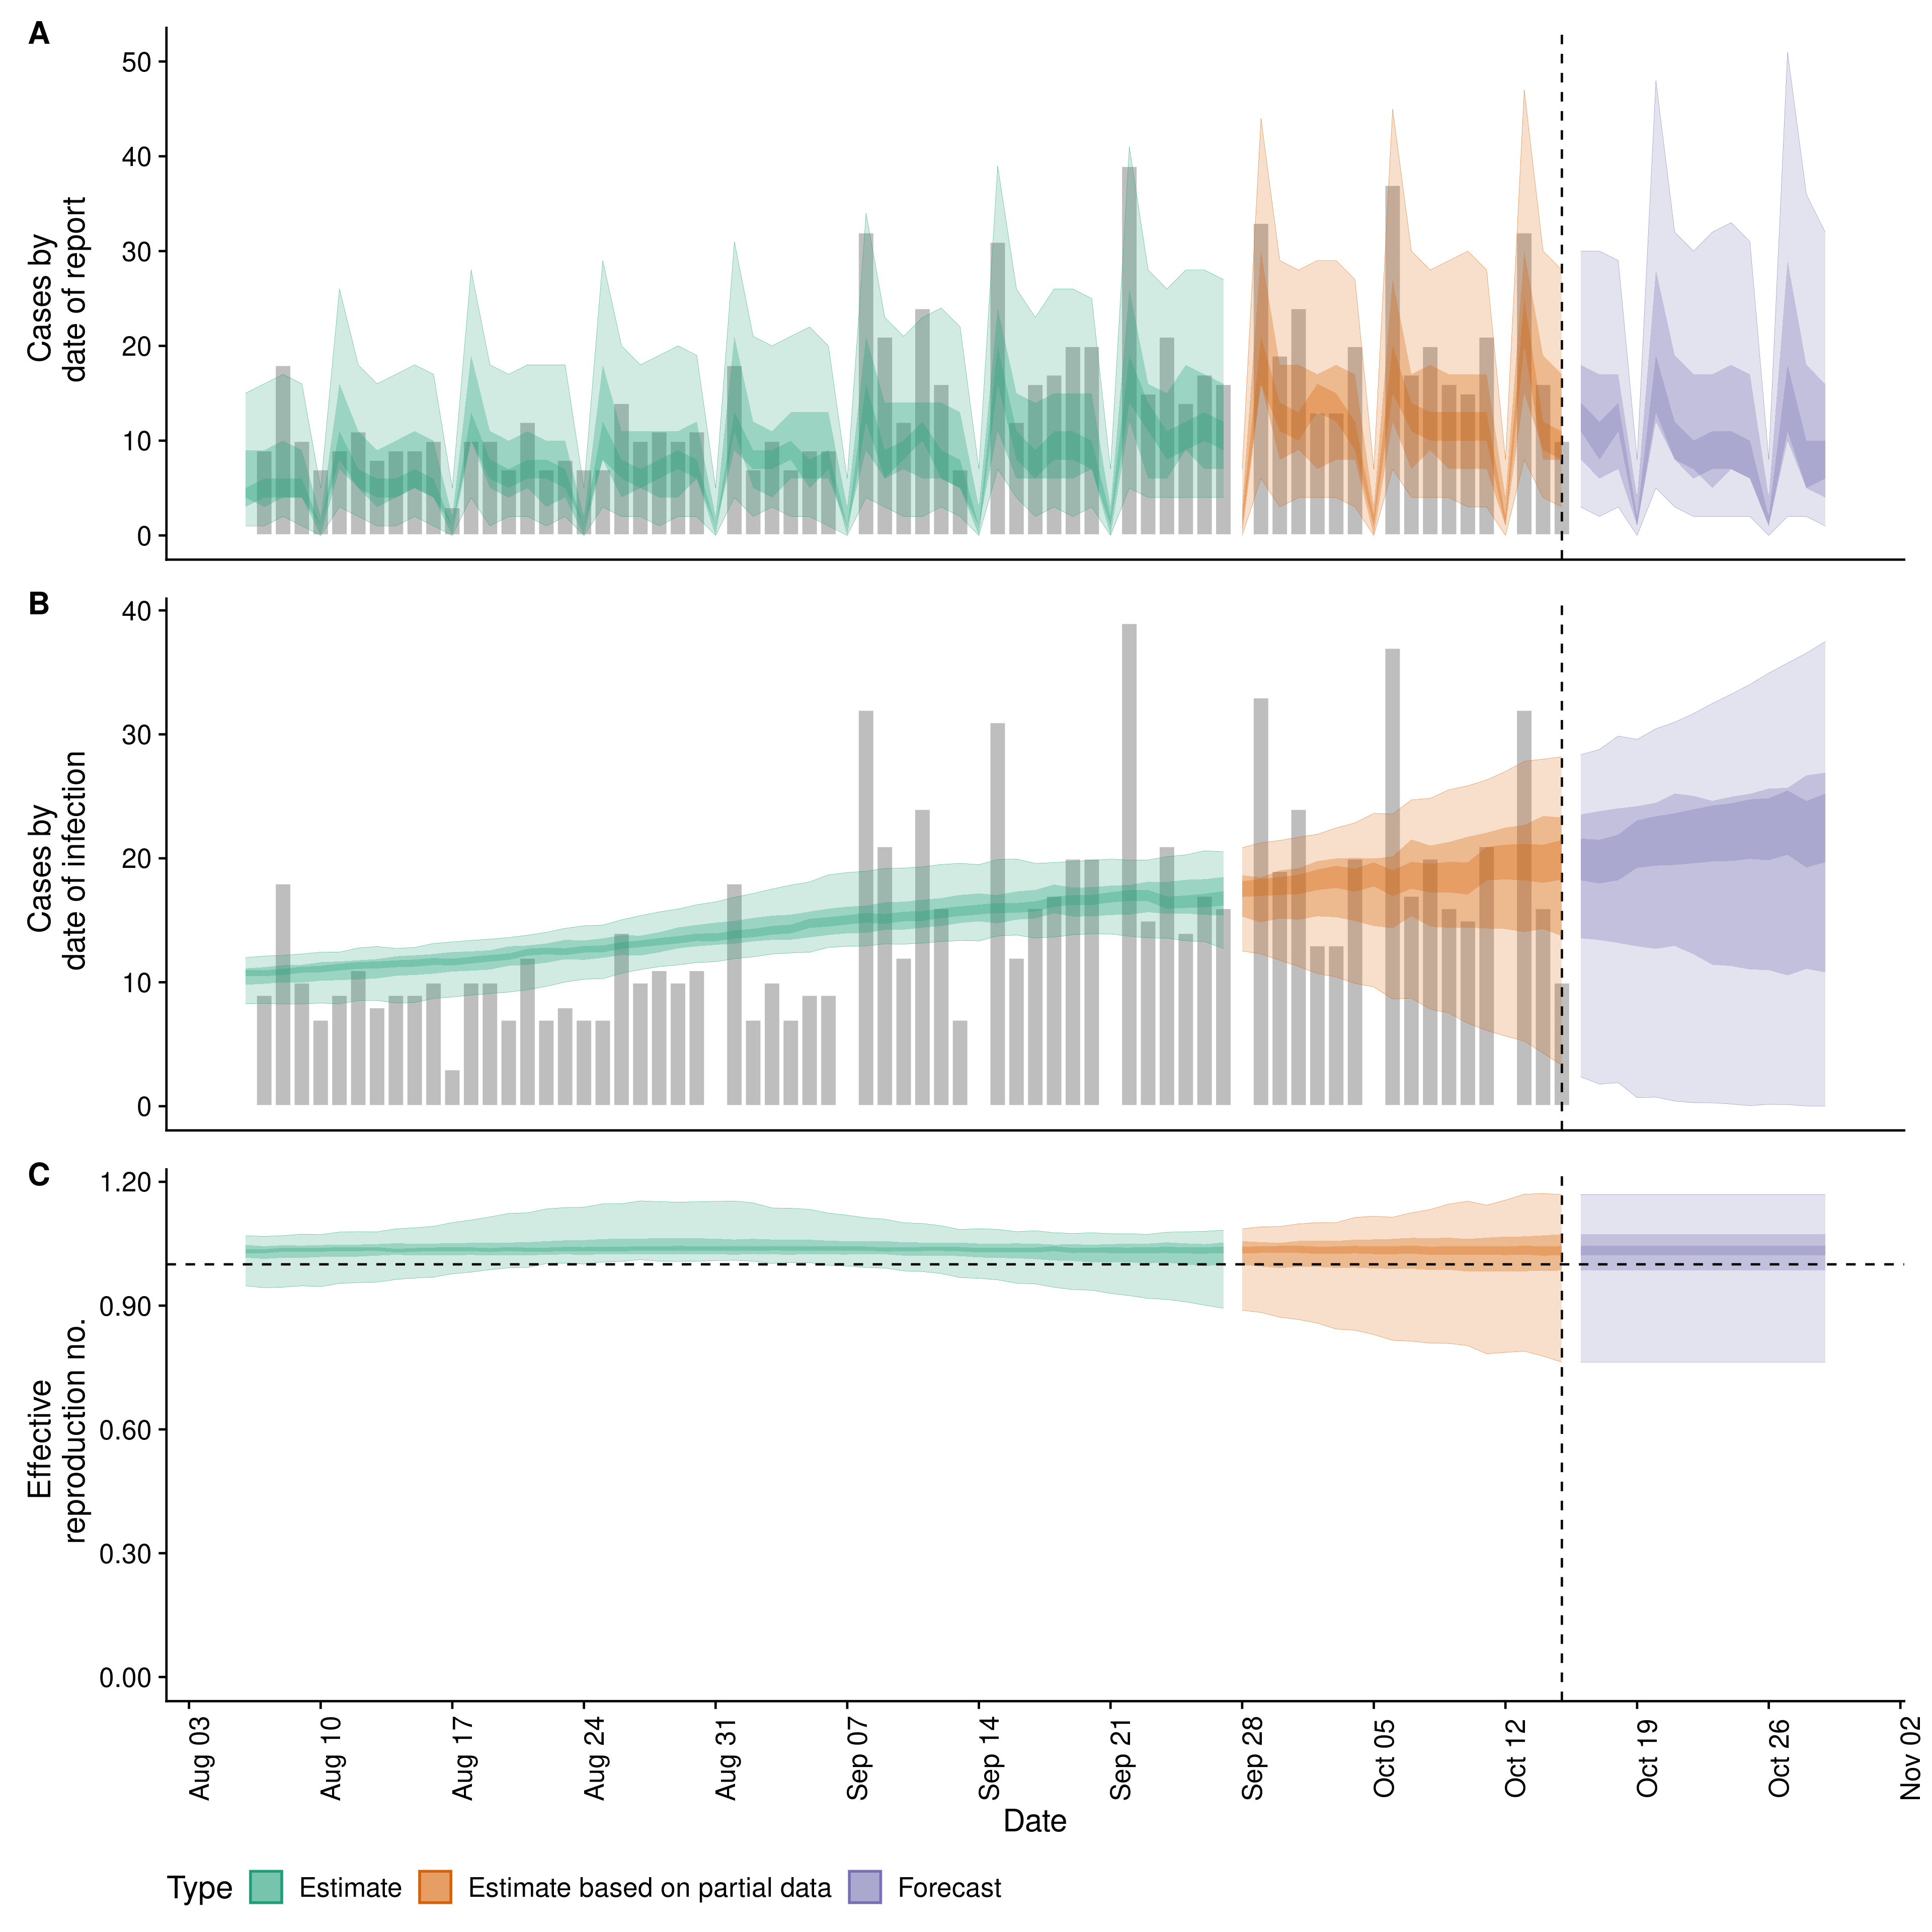 A
50
40
30
20
10
0
Cases by
date of report
B
40
30
20
10
0
Cases by
date of infection
C
1.20
0.90
0.60
0.30
0.00
Effective
reproduction no.
Aug 03
Aug 10
Aug 17
Aug 24
Aug 31
Sep 07
Sep 14
Sep 21
Sep 28
Oct 05
Oct 12
Oct 19
Oct 26
Nov 02
Date
Type Estimate Estimate based on partial data Forecast